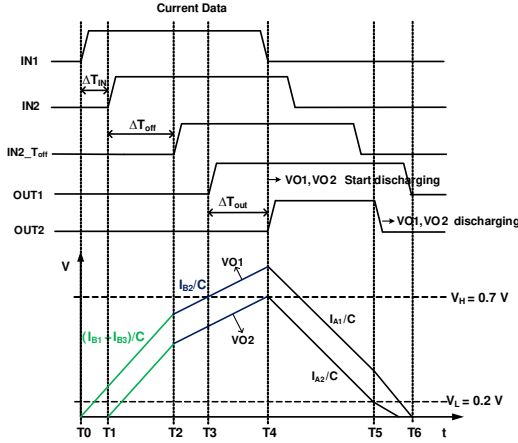 Current Data
IN1
ΔT_IN
IN2
ΔT_off
IN2_T_off
OUT1
VO1,VO2 Start discharging
ΔT_out
OUT2
VO1,VO2 discharging
V
VO1
I_B2/C
V_H = 0.7 V
(I_B1+I_B3)/C
VO2
I_A1/C
I_A2/C
V_L = 0.2 V
T0 T1 T2 T3 T4 T5 T6 t